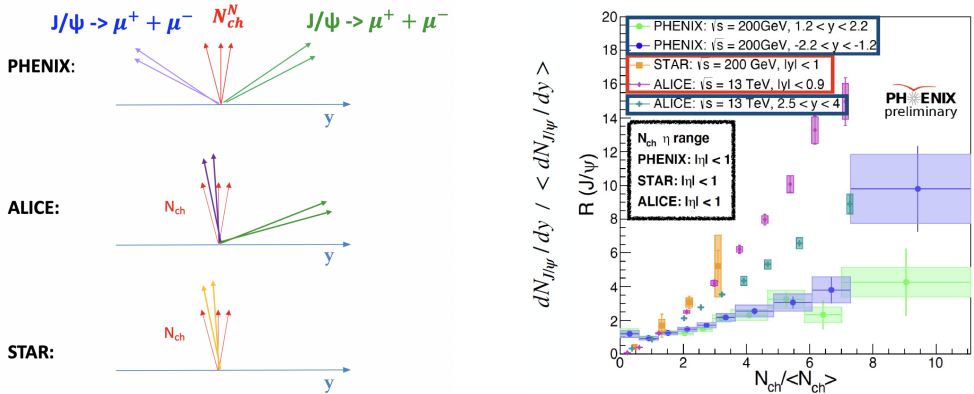 J/ψ -> μ⁺ + μ⁻
N_ch^N
J/ψ -> μ⁺ + μ⁻
PHENIX:
y
ALICE:
N_ch
y
STAR:
N_ch
y
dN_{J/ψ}/dy / < dN_{J/ψ}/dy >
R (J/ψ)
20
18
16
14
12
10
8
6
4
2
0
PHENIX: √s = 200GeV, 1.2 < y < 2.2
PHENIX: √s = 200GeV, -2.2 < y < -1.2
STAR: √s = 200 GeV, |y| < 1
ALICE: √s = 13 TeV, |y| < 0.9
ALICE: √s = 13 TeV, 2.5 < y < 4
PHENIX
preliminary
N_ch η range
PHENIX: |η| < 1
STAR: |η| < 1
ALICE: |η| < 1
0 2 4 6 8 10
N_ch/<N_ch>